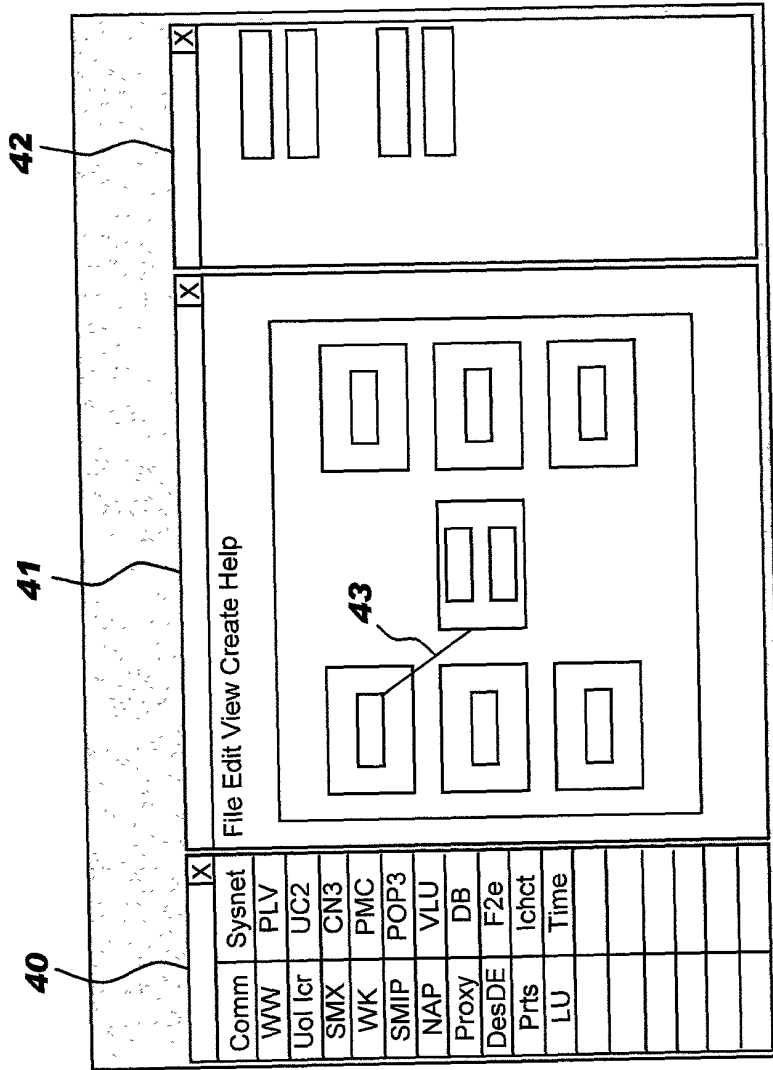 40
41
42
X
X
X
Comm Sysnet
WW PLV
Uol Icr UC2
SMX CN3
WK PMC
SMIP POP3
NAP VLU
Proxy DB
DesDE F2e
Prts Ichct
LU Time
File Edit View Create Help
43